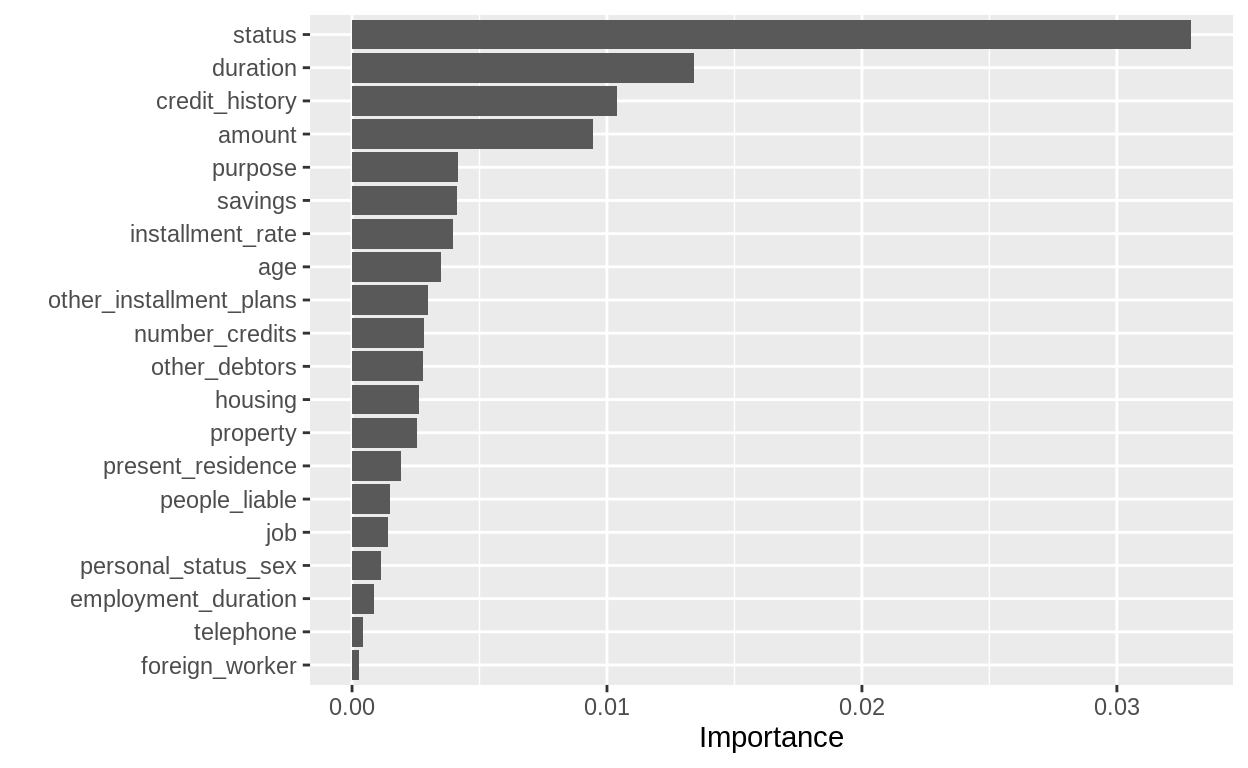 status
duration
credit_history
amount
purpose
savings
installment_rate
age
other_installment_plans
number_credits
other_debtors
housing
property
present_residence
people_liable
job
personal_status_sex
employment_duration
telephone
foreign_worker
0.00 0.01 0.02 0.03
Importance